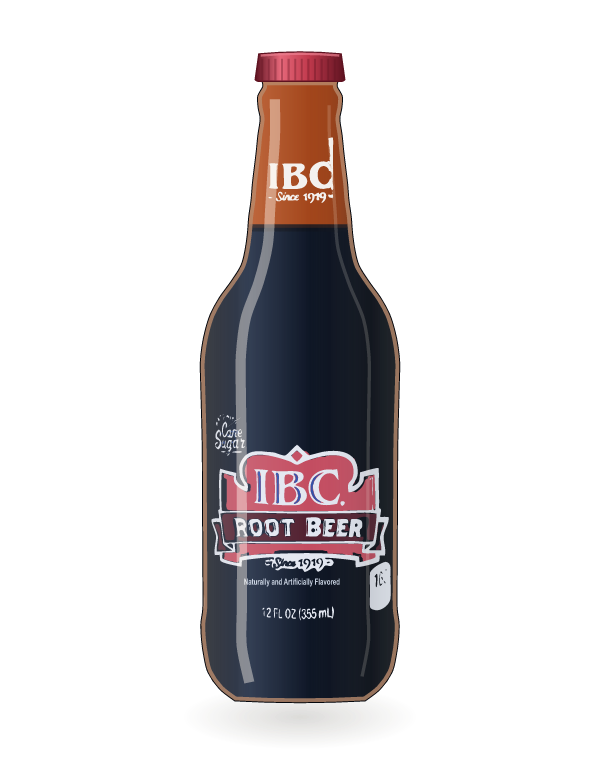 IBC
- Since 1919 -
Cane
Sugar
IBC.
ROOT BEER
- Since 1919 -
Naturally and Artificially Flavored
12 FL OZ (355 mL)